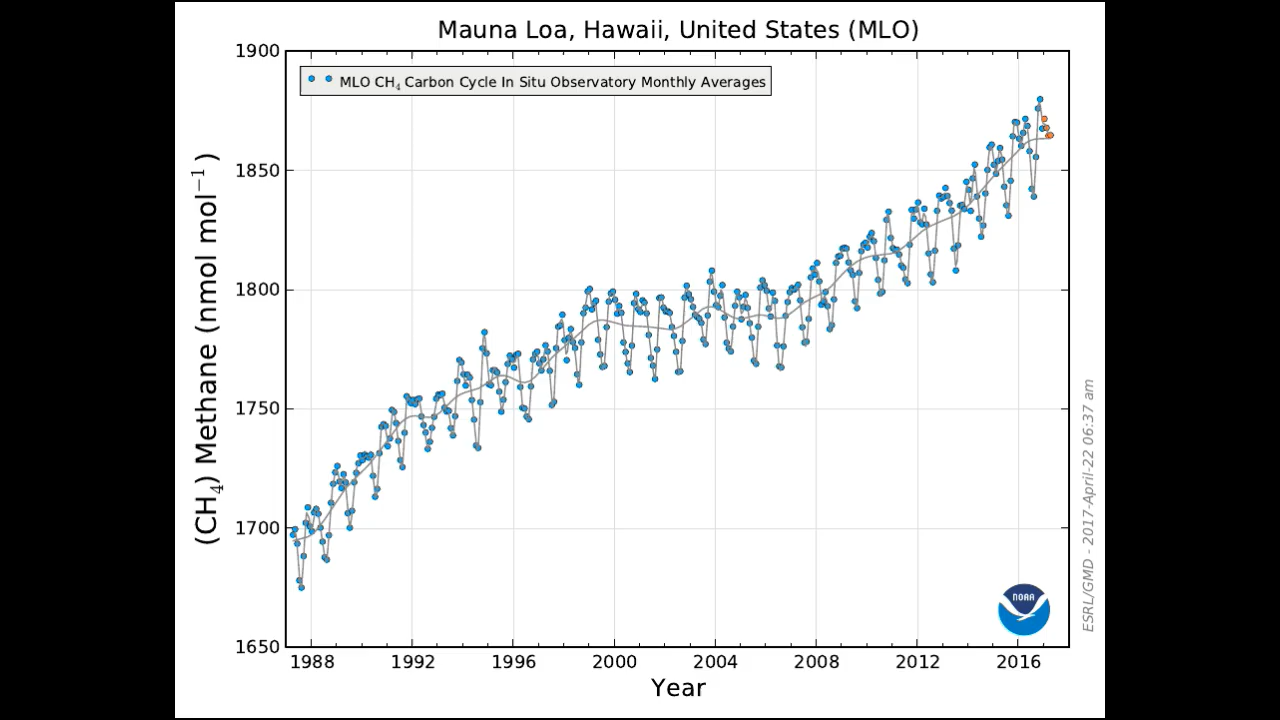 Mauna Loa, Hawaii, United States (MLO)
1900
MLO CH₄ Carbon Cycle In Situ Observatory Monthly Averages
1850
1800
1750
1700
1650
(CH₄) Methane (nmol mol⁻¹)
1988 1992 1996 2000 2004 2008 2012 2016
Year
NOAA
ESRL/GMD - 2017-April-22 06:37 am